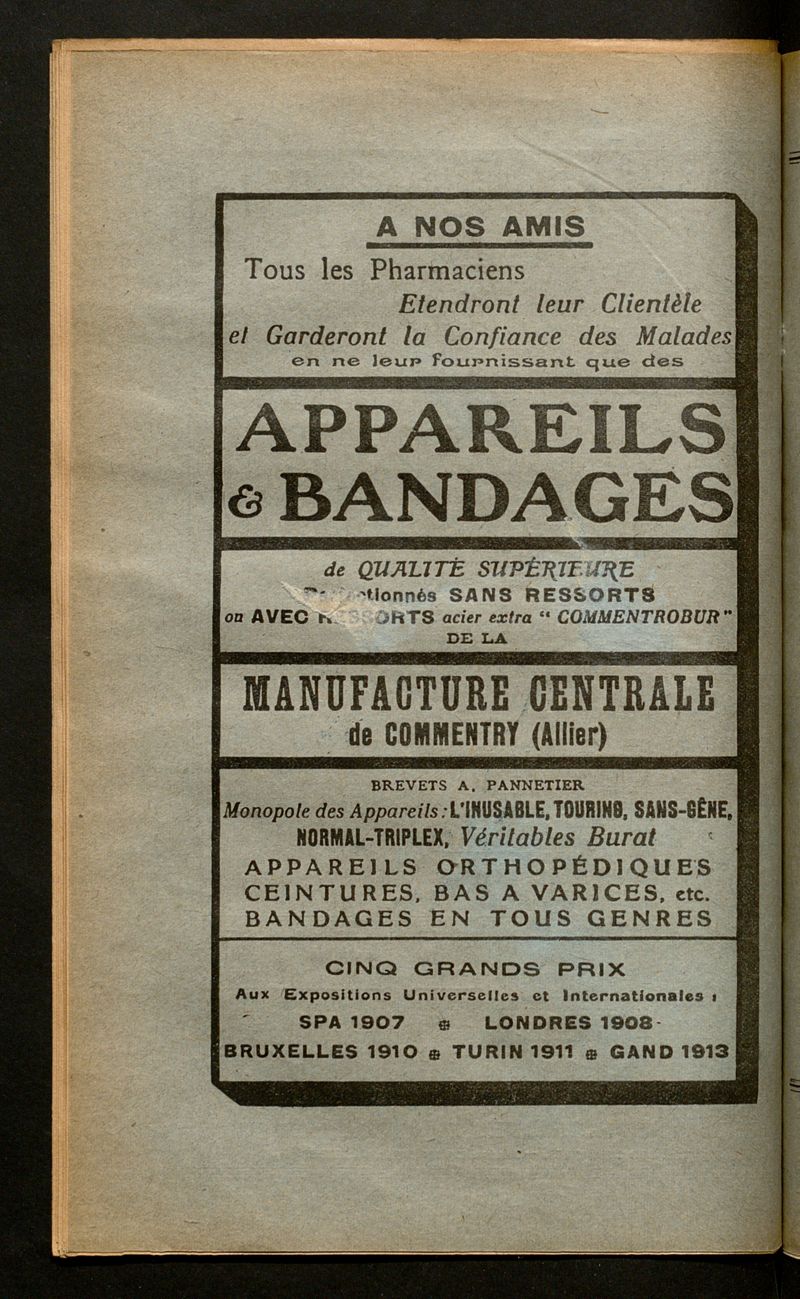 A NOS AMIS
Tous les Pharmaciens
Etendront leur Clientèle
et Garderont la Confiance des Malades
en ne leur fournissant que des
APPAREILS
& BANDAGES
de QUALITÉ SUPÉRIEURE
SANS RESSORTS
ou AVEC acier extra “ COMMENTROBUR ”
DE LA
MANUFACTURE CENTRALE
de COMMENTRY (Allier)
BREVETS A. PANNETIER
Monopole des Appareils : L'INUSABLE, TOURING, SANS-GÊNE,
NORMAL-TRIPLEX, Véritables Burat
APPAREILS ORTHOPÉDIQUES
CEINTURES, BAS A VARICES, etc.
BANDAGES EN TOUS GENRES
CINQ GRANDS PRIX
Aux Expositions Universelles et Internationales :
SPA 1907 LONDRES 1908
BRUXELLES 1910 TURIN 1911 GAND 1913